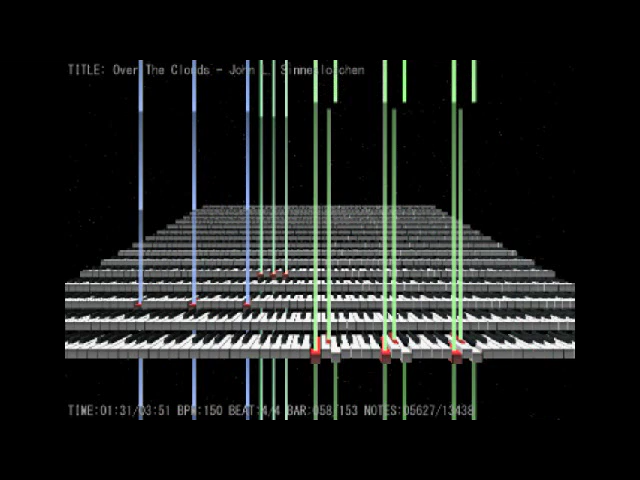 TITLE: Over The Clouds - John L. Sinneslöschen
TIME:01:31/03:51 BPM:150 BEAT:4/4 BAR:058/153 NOTES:05627/13438